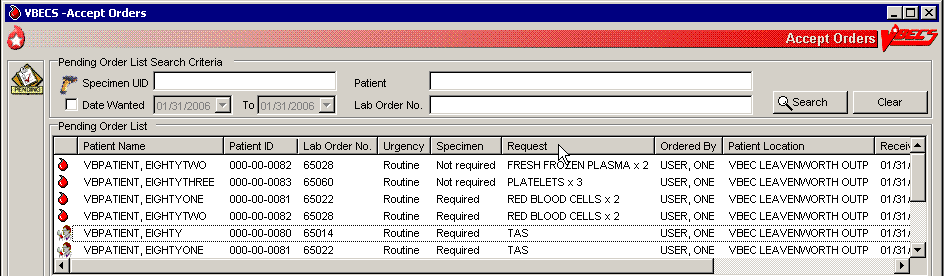 VBECS -Accept Orders
Accept Orders VBECS
PENDING
Pending Order List Search Criteria
Specimen UID Patient
Date Wanted 01/31/2006 To 01/31/2006 Lab Order No. Search Clear
Pending Order List
Patient Name Patient ID Lab Order No. Urgency Specimen Request Ordered By Patient Location Receiv
VBPATIENT, EIGHTYTWO 000-00-0082 65028 Routine Not required FRESH FROZEN PLASMA x 2 USER, ONE VBEC LEAVENWORTH OUTP 01/31/
VBPATIENT, EIGHTYTHREE 000-00-0083 65060 Routine Not required PLATELETS x 3 USER, ONE VBEC LEAVENWORTH OUTP 01/31/
VBPATIENT, EIGHTYONE 000-00-0081 65022 Routine Required RED BLOOD CELLS x 2 USER, ONE VBEC LEAVENWORTH OUTP 01/31/
VBPATIENT, EIGHTYTWO 000-00-0082 65028 Routine Required RED BLOOD CELLS x 2 USER, ONE VBEC LEAVENWORTH OUTP 01/31/
VBPATIENT, EIGHTY 000-00-0080 65014 Routine Required TAS USER, ONE VBEC LEAVENWORTH OUTP 01/31/
VBPATIENT, EIGHTYONE 000-00-0081 65022 Routine Required TAS USER, ONE VBEC LEAVENWORTH OUTP 01/31/